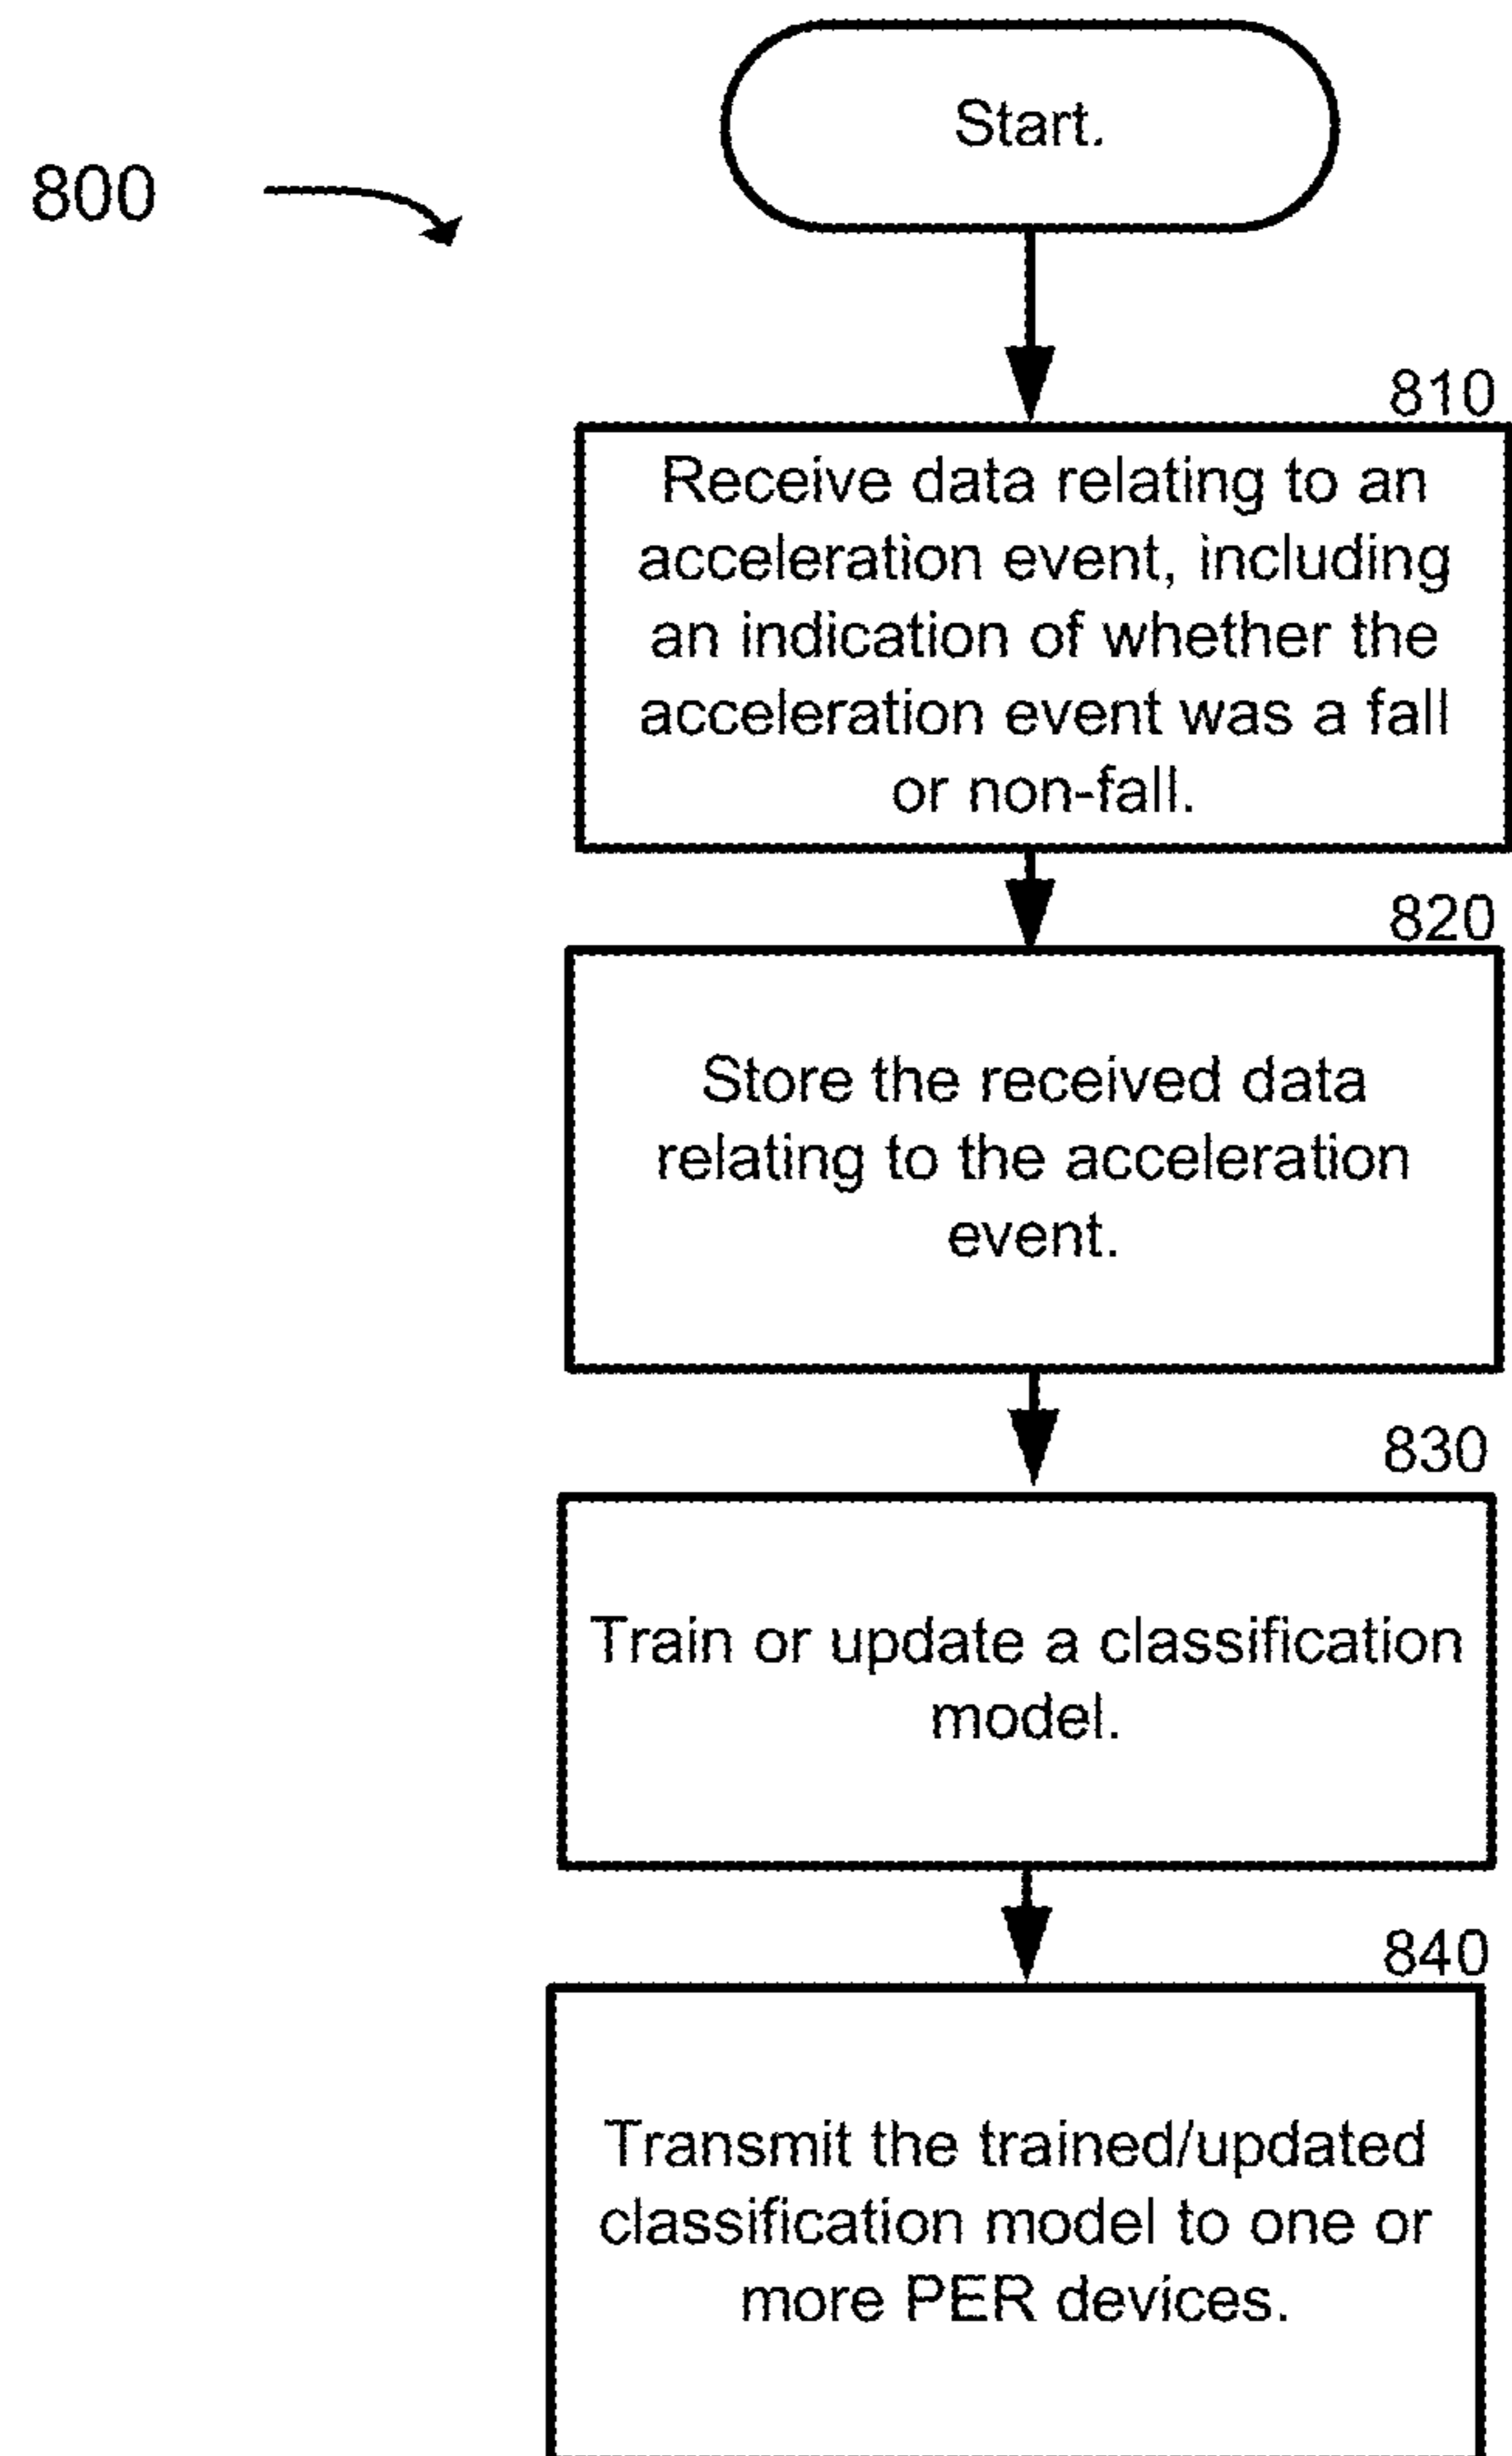 Start.
800
810
Receive data relating to an
acceleration event, including
an indication of whether the
acceleration event was a fall
or non-fall.
820
Store the received data
relating to the acceleration
event.
830
Train or update a classification
model.
840
Transmit the trained/updated
classification model to one or
more PER devices.